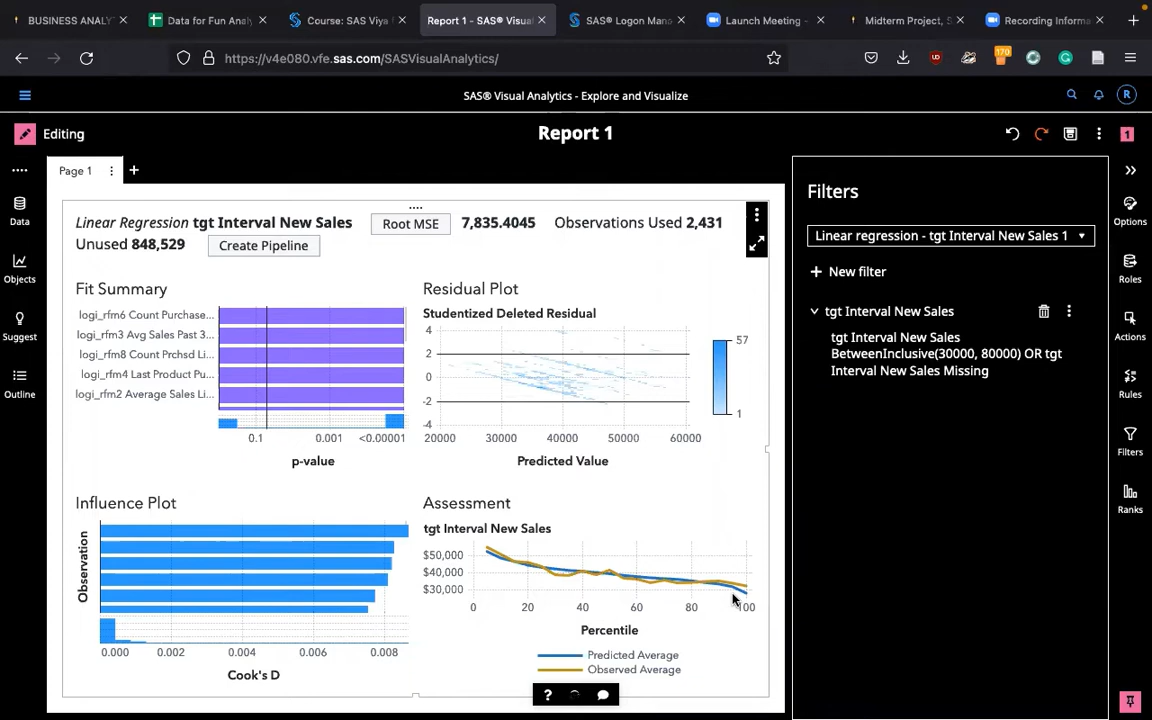 BUSINESS ANALY
Data for Fun Analy
Course: SAS Viya
Report 1 - SAS® Visual
SAS® Logon Mana
Launch Meeting -
Midterm Project, S
Recording Informa
https://v4e080.vfe.sas.com/SASVisualAnalytics/
170
SAS® Visual Analytics - Explore and Visualize
R
Editing
Report 1
1
Page 1
Data
Objects
Suggest
Outline
Linear Regression tgt Interval New Sales Root MSE 7,835.4045 Observations Used 2,431
Unused 848,529 Create Pipeline
Fit Summary
logi_rfm6 Count Purchase...
logi_rfm3 Avg Sales Past 3...
logi_rfm8 Count Prchsd Li...
logi_rfm4 Last Product Pu...
logi_rfm2 Average Sales Li...
0.1 0.001 <0.00001
p-value
Residual Plot
Studentized Deleted Residual
4
2
0
-2
-4
20000 30000 40000 50000 60000
Predicted Value
57
1
Influence Plot
Observation
0.000 0.002 0.004 0.006 0.008
Cook's D
Assessment
tgt Interval New Sales
$50,000
$40,000
$30,000
0 20 40 60 80 100
Percentile
Predicted Average
Observed Average
?
Filters
Linear regression - tgt Interval New Sales 1
New filter
tgt Interval New Sales
tgt Interval New Sales
BetweenInclusive(30000, 80000) OR tgt
Interval New Sales Missing
Options
Roles
Actions
Rules
Filters
Ranks